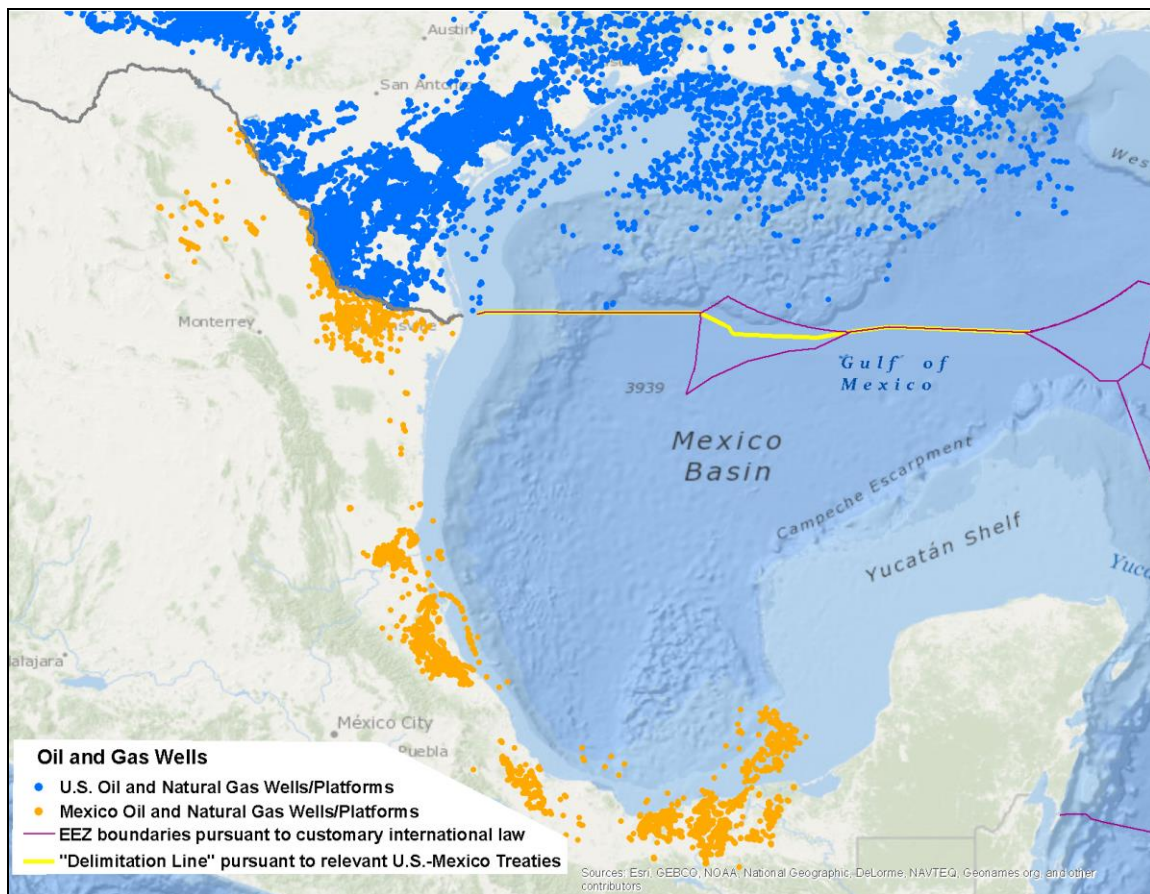 Austin
San Antonio
Monterrey
3939
Gulf of
Mexico
Mexico
Basin
Campeche Escarpment
Yucatán Shelf
México City
Puebla
Oil and Gas Wells
U.S. Oil and Natural Gas Wells/Platforms
Mexico Oil and Natural Gas Wells/Platforms
EEZ boundaries pursuant to customary international law
"Delimitation Line" pursuant to relevant U.S.-Mexico Treaties
Sources: Esri, GEBCO, NOAA, National Geographic, DeLorme, NAVTEQ, Geonames.org, and other
contributors